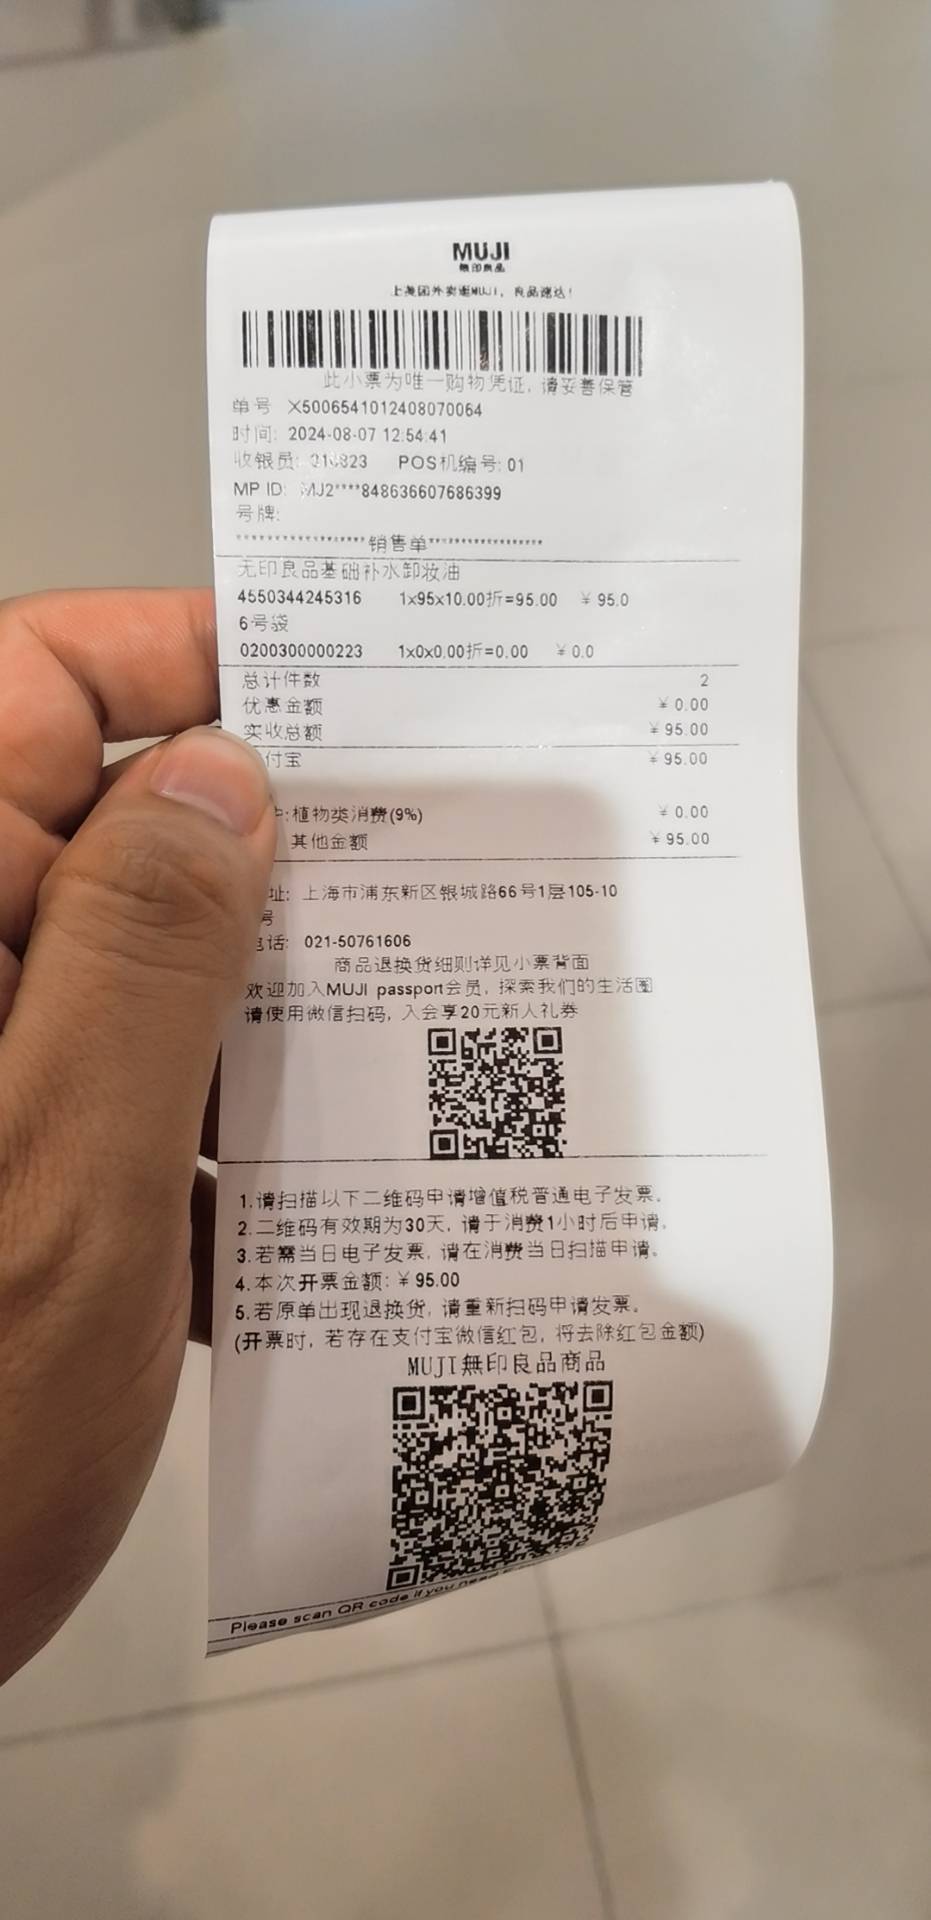 MUJI
無印良品
上美团外卖逛MUJI，良品速达！
此小票为唯一购物凭证，请妥善保管
单号 X5006541012408070064
时间: 2024-08-07 12:54:41
收银员: 823 POS机编号: 01
MP ID: MJ2****848636607686399
号牌:
销售单
无印良品基础补水卸妆油
4550344245316 1x95x10.00折=95.00 ￥95.0
6号袋
0200300000223 1x0x0.00折=0.00 ￥0.0
总计件数 2
优惠金额 ￥0.00
实收总额 ￥95.00
付宝 ￥95.00
:植物类消费(9%) ￥0.00
其他金额 ￥95.00
址: 上海市浦东新区银城路66号1层105-10
号
话: 021-50761606
商品退换货细则详见小票背面
欢迎加入MUJI passport会员，探索我们的生活圈
请使用微信扫码，入会享20元新人礼券
1.请扫描以下二维码申请增值税普通电子发票。
2.二维码有效期为30天，请于消费1小时后申请。
3.若需当日电子发票，请在消费当日扫描申请。
4.本次开票金额:￥95.00
5.若原单出现退换货，请重新扫码申请发票。
(开票时，若存在支付宝微信红包，将去除红包金额)
MUJI無印良品商品
Please scan QR code if you need